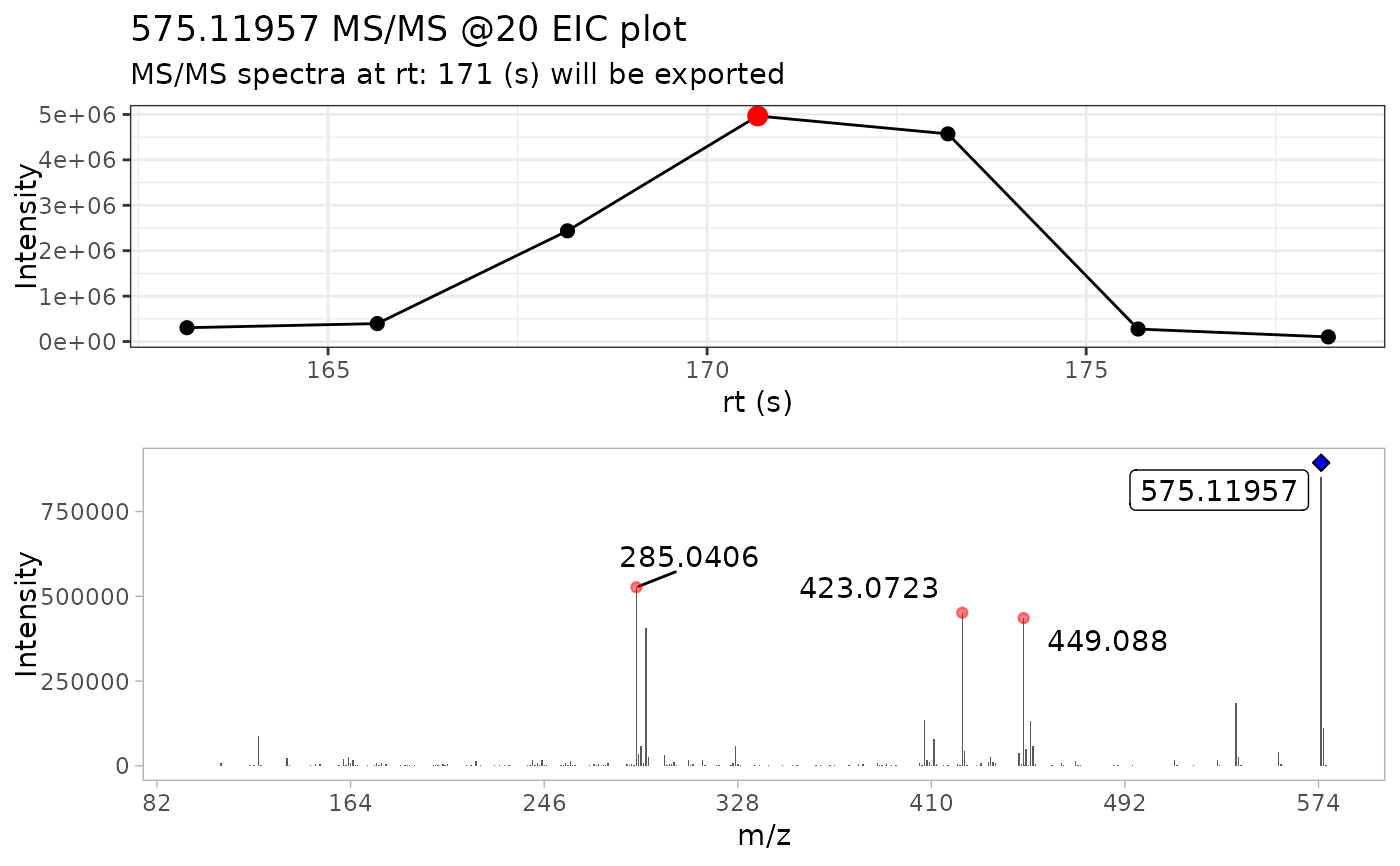 575.11957 MS/MS @20 EIC plot
MS/MS spectra at rt: 171 (s) will be exported
Intensity
5e+06
4e+06
3e+06
2e+06
1e+06
0e+00
165 170 175
rt (s)
Intensity
750000
500000
250000
0
575.11957
285.0406
423.0723
449.088
82 164 246 328 410 492 574
m/z